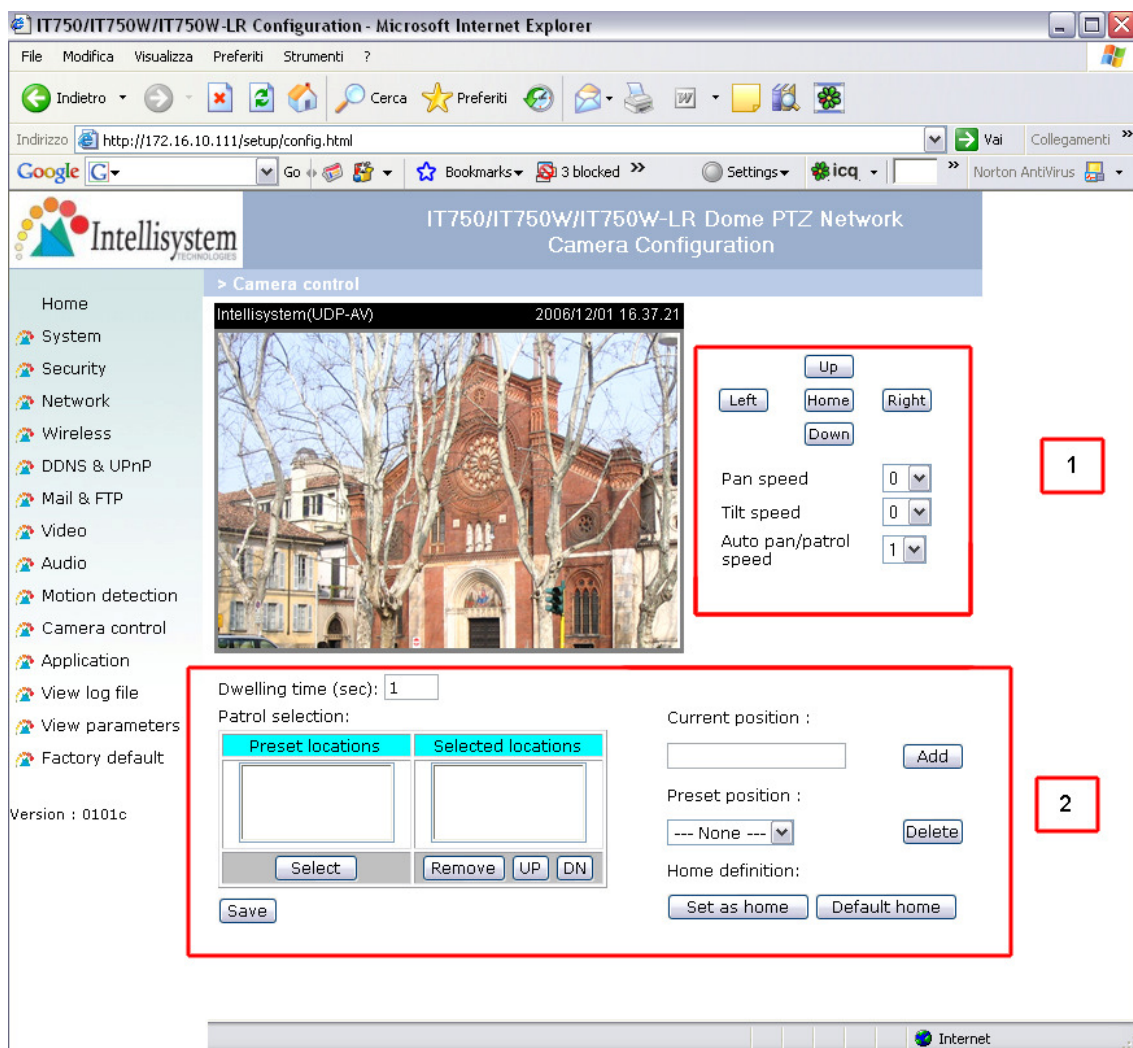 IT750/IT750W/IT750W-LR Configuration - Microsoft Internet Explorer
File Modifica Visualizza Preferiti Strumenti ?
Indietro Cerca Preferiti
Indirizzo http://172.16.10.111/setup/config.html Vai Collegamenti »
Google G Go Bookmarks 3 blocked » Settings icq » Norton AntiVirus
Intellisystem
TECHNOLOGIES
IT750/IT750W/IT750W-LR Dome PTZ Network
Camera Configuration
> Camera control
Home
System
Security
Network
Wireless
DDNS & UPnP
Mail & FTP
Video
Audio
Motion detection
Camera control
Application
View log file
View parameters
Factory default
Version : 0101c
Intellisystem(UDP-AV) 2006/12/01 16.37.21
Up
Left Home Right
Down
Pan speed 0
Tilt speed 0
Auto pan/patrol
speed 1
1
Dwelling time (sec): 1
Patrol selection:
Preset locations Selected locations
Select Remove UP DN
Save
Current position :
Add
Preset position :
--- None --- Delete
Home definition:
Set as home Default home
2
Internet